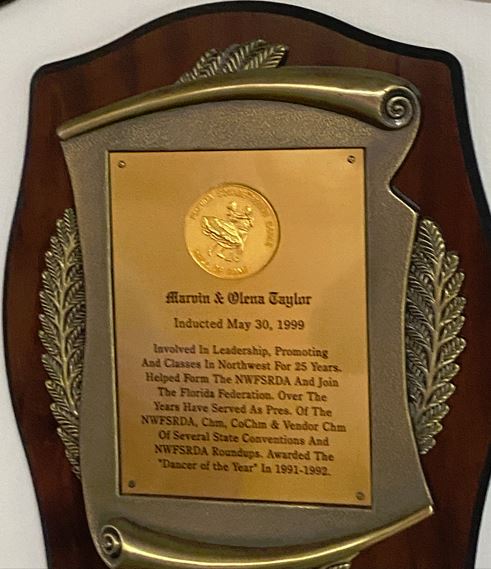 Marvin & Olena Taylor
Inducted May 30, 1999
Involved In Leadership, Promoting
And Classes In Northwest For 25 Years.
Helped Form The NWFSRDA And Join
The Florida Federation. Over The
Years Have Served As Pres. Of The
NWFSRDA, Chm, CoChm & Vendor Chm
Of Several State Conventions And
NWFSRDA Roundups. Awarded The
"Dancer of the Year" In 1991-1992.